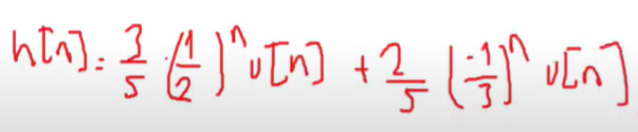 h[n] = 3/5 · (1/2)^n u[n] + 2/5 (-1/3)^n u[n]